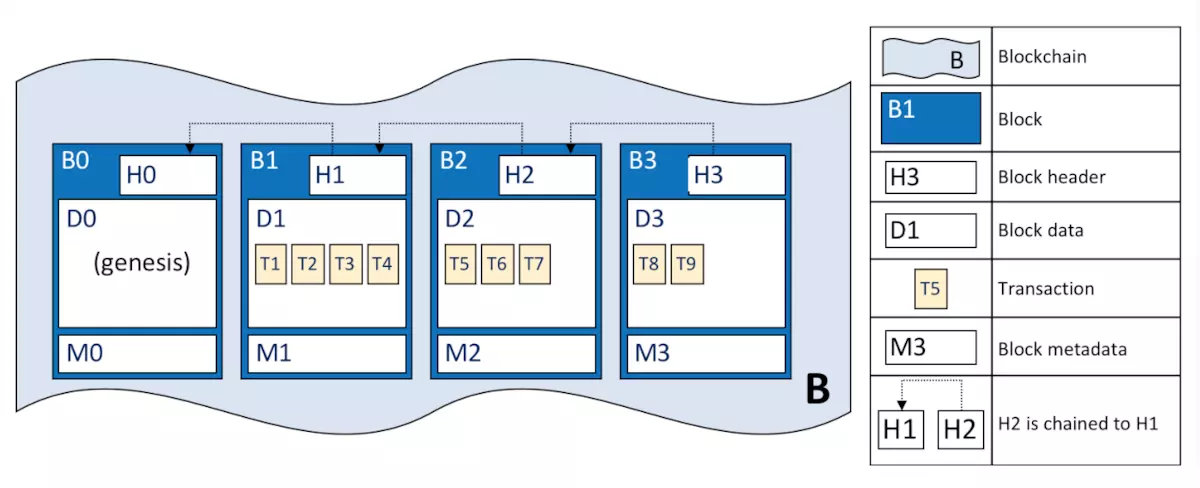 B0 H0
D0
(genesis)
M0
B1 H1
D1
T1 T2 T3 T4
M1
B2 H2
D2
T5 T6 T7
M2
B3 H3
D3
T8 T9
M3
B
B Blockchain
B1 Block
H3 Block header
D1 Block data
T5 Transaction
M3 Block metadata
H1 H2 H2 is chained to H1